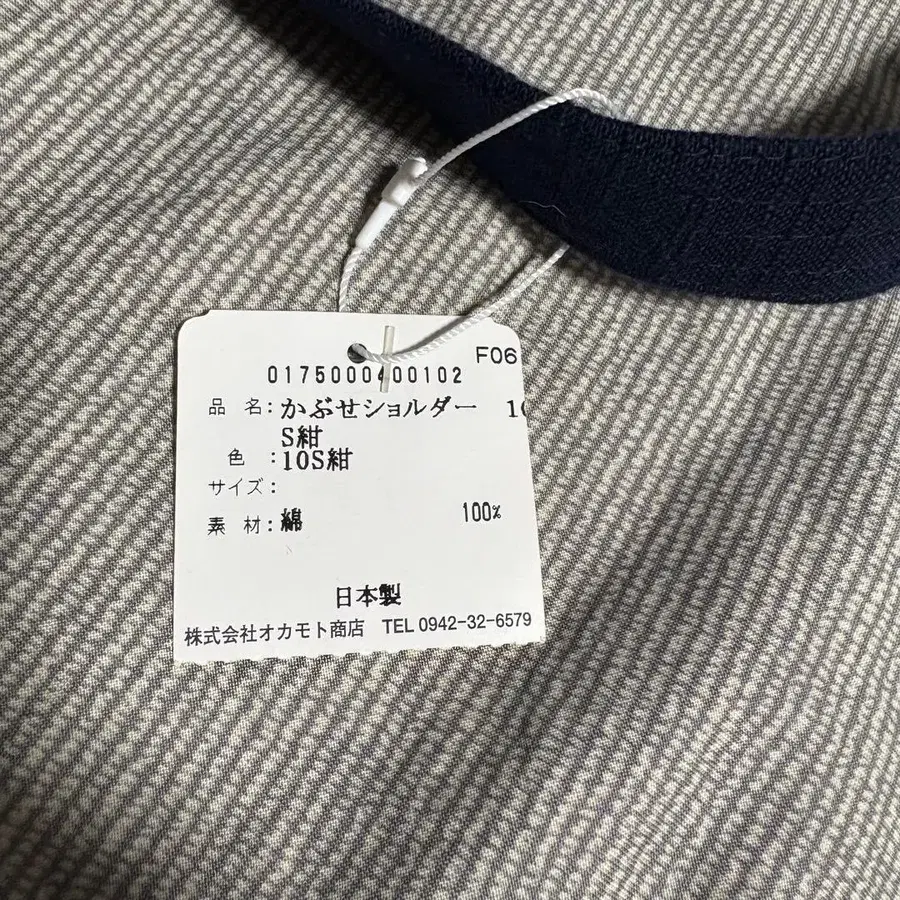 F06
0175000400102
品 名:かぶせショルダー 10
S紺
色 :10S紺
サイズ:
素 材:綿 100%
日本製
株式会社オカモト商店 TEL 0942-32-6579